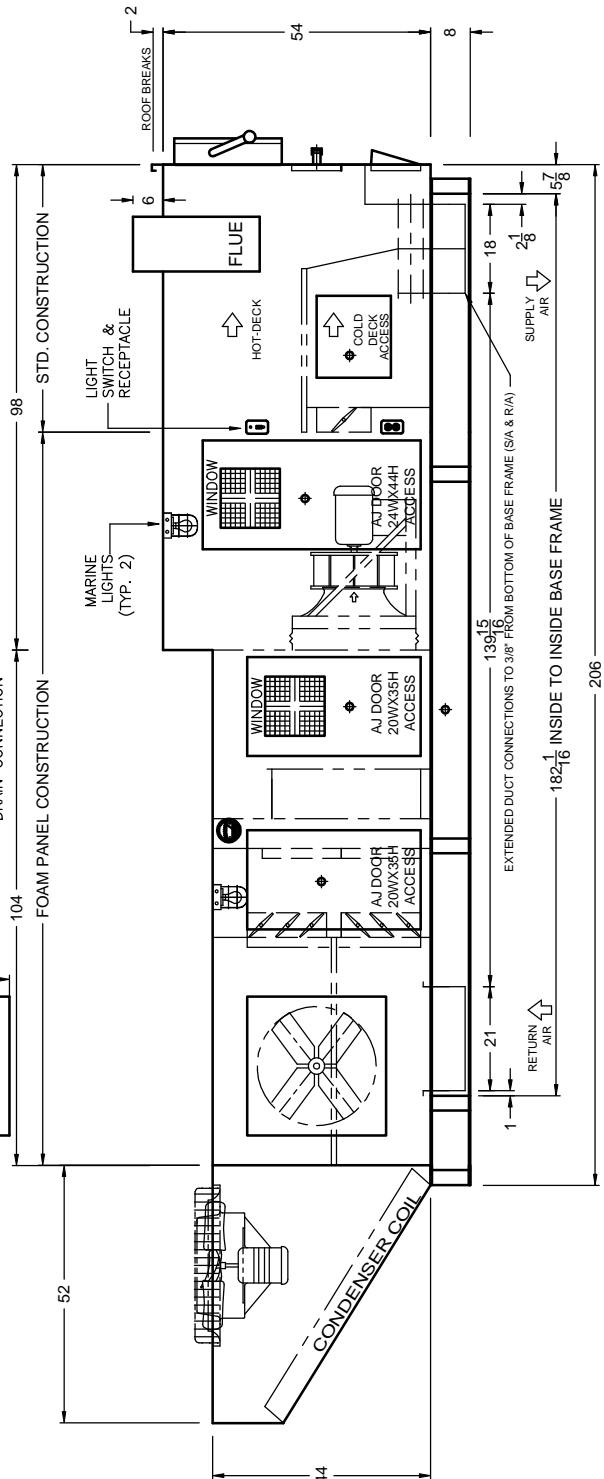 2
ROOF BREAKS
54
8
6
FLUE
STD. CONSTRUCTION
98
HOT-DECK
LIGHT
SWITCH &
RECEPTACLE
COLD
DECK
ACCESS
5 7/8
2 1/8
18
SUPPLY
AIR
MARINE
LIGHTS
(TYP. 2)
WINDOW
AJ DOOR
24WX44H
ACCESS
139 15/16
EXTENDED DUCT CONNECTIONS TO 3/8" FROM BOTTOM OF BASE FRAME (S/A & R/A)
182 1/16 INSIDE TO INSIDE BASE FRAME
206
FOAM PANEL CONSTRUCTION
104
WINDOW
AJ DOOR
20WX35H
ACCESS
AJ DOOR
20WX35H
ACCESS
21
1
RETURN
AIR
52
CONDENSER COIL